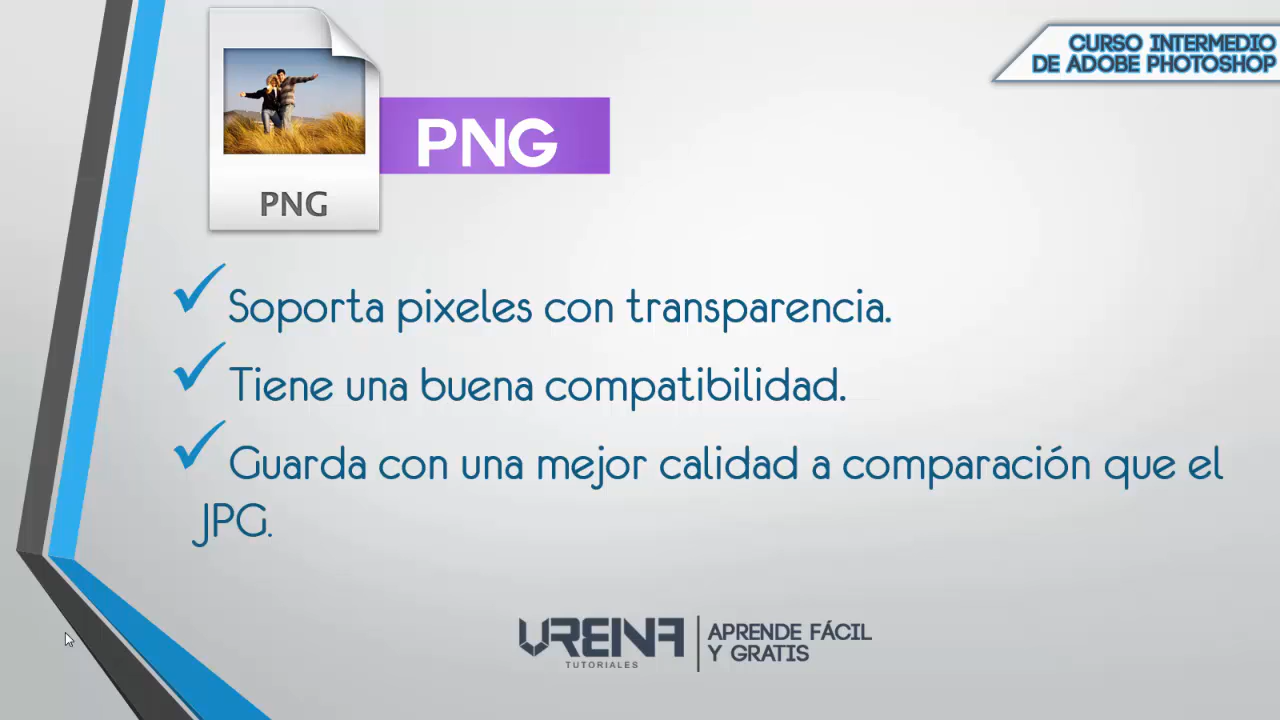 CURSO INTERMEDIO
DE ADOBE PHOTOSHOP
PNG
PNG
Soporta pixeles con transparencia.
Tiene una buena compatibilidad.
Guarda con una mejor calidad a comparación que el
JPG.
UREINA
TUTORIALES
APRENDE FÁCIL
Y GRATIS